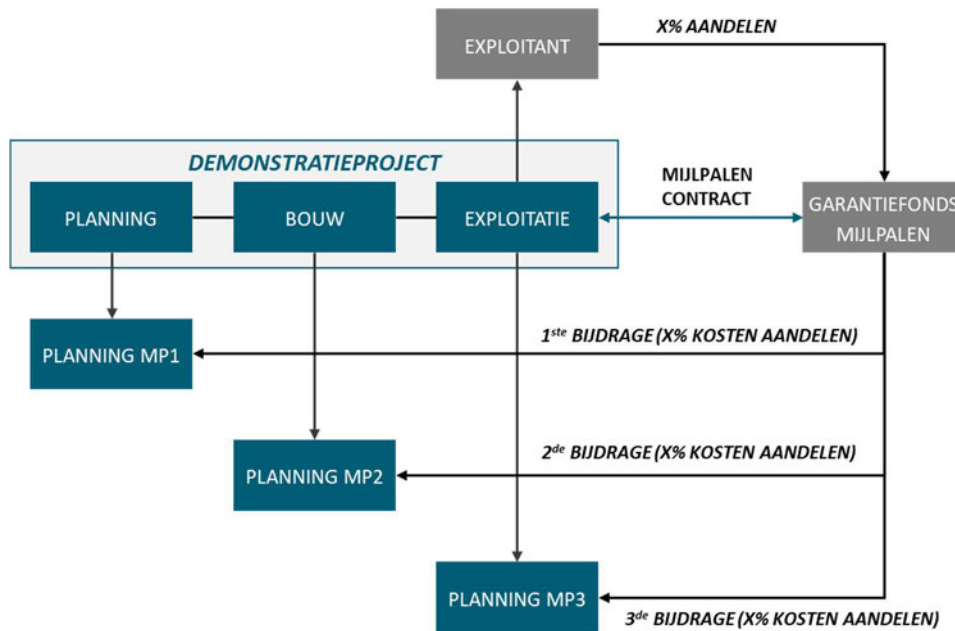 EXPLOITANT
X% AANDELEN
DEMONSTRATIEPROJECT
PLANNING
BOUW
EXPLOITATIE
MIJLPALEN
CONTRACT
GARANTIEFONDS
MIJLPALEN
PLANNING MP1
1ste BIJDRAGE (X% KOSTEN AANDELEN)
PLANNING MP2
2de BIJDRAGE (X% KOSTEN AANDELEN)
PLANNING MP3
3de BIJDRAGE (X% KOSTEN AANDELEN)